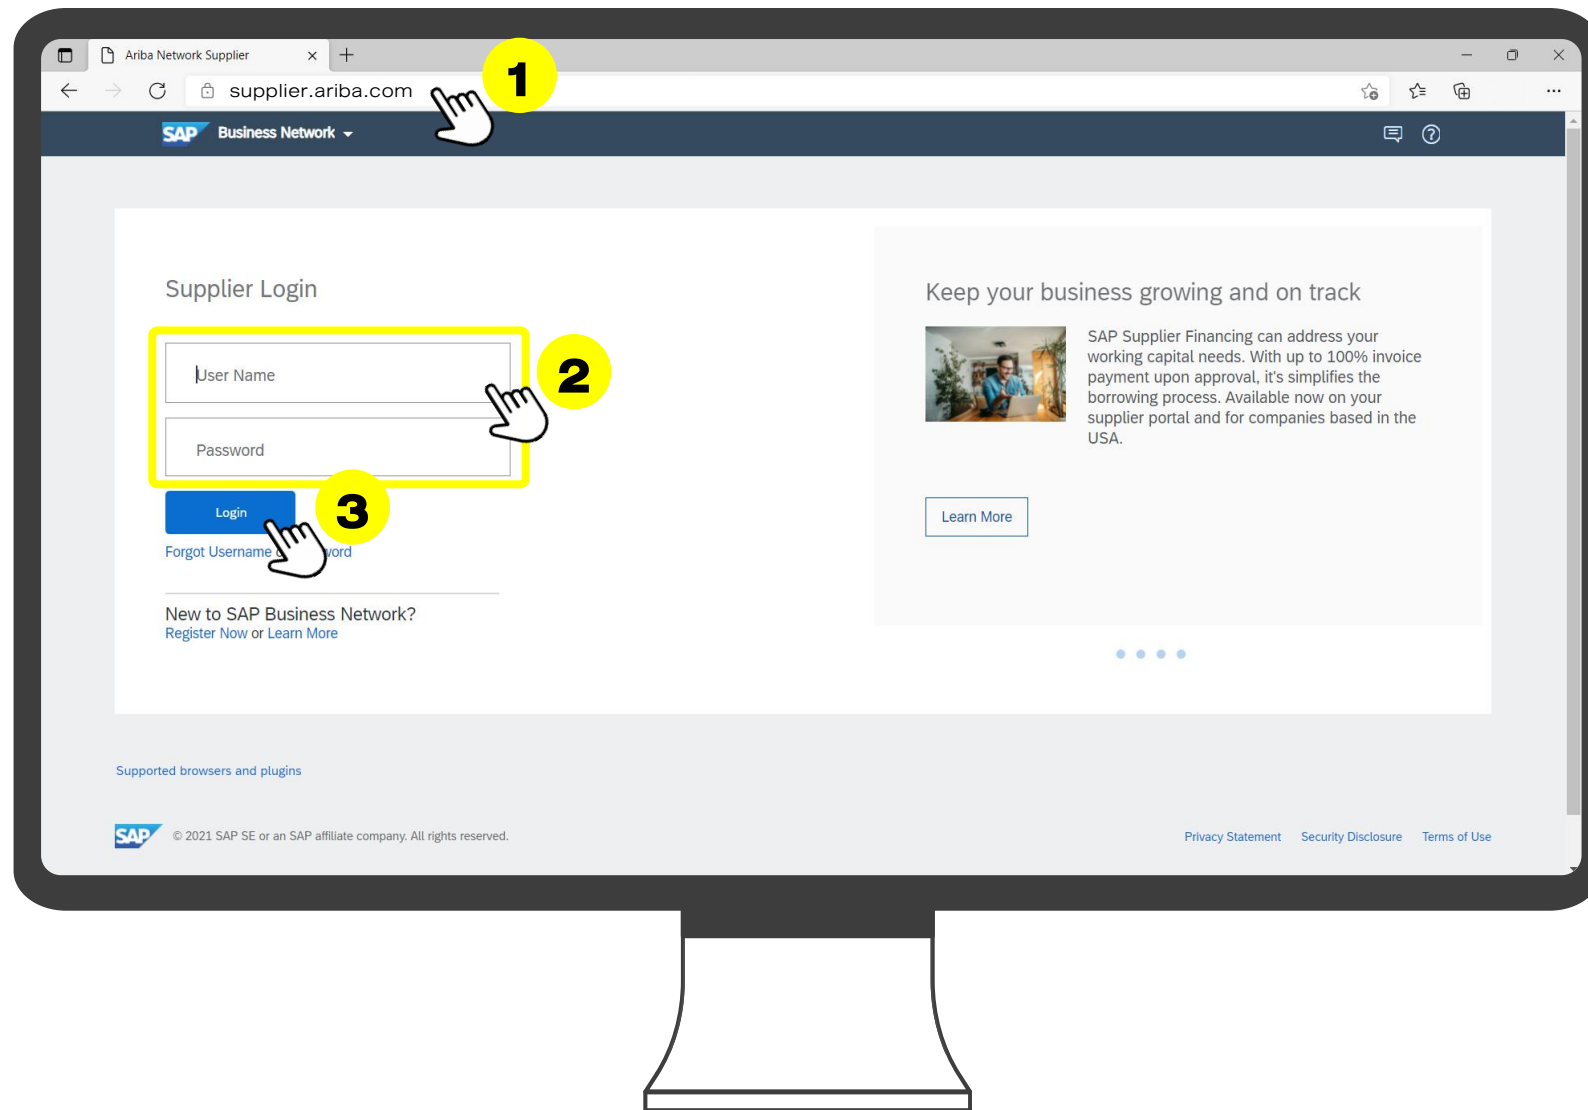 Ariba Network Supplier
supplier.ariba.com
1
SAP Business Network
Supplier Login
User Name
2
Password
Login
3
Forgot Username
New to SAP Business Network?
Register Now or Learn More
Keep your business growing and on track
SAP Supplier Financing can address your
working capital needs. With up to 100% invoice
payment upon approval, it's simplifies the
borrowing process. Available now on your
supplier portal and for companies based in the
USA.
Learn More
Supported browsers and plugins
SAP © 2021 SAP SE or an SAP affiliate company. All rights reserved.
Privacy Statement Security Disclosure Terms of Use